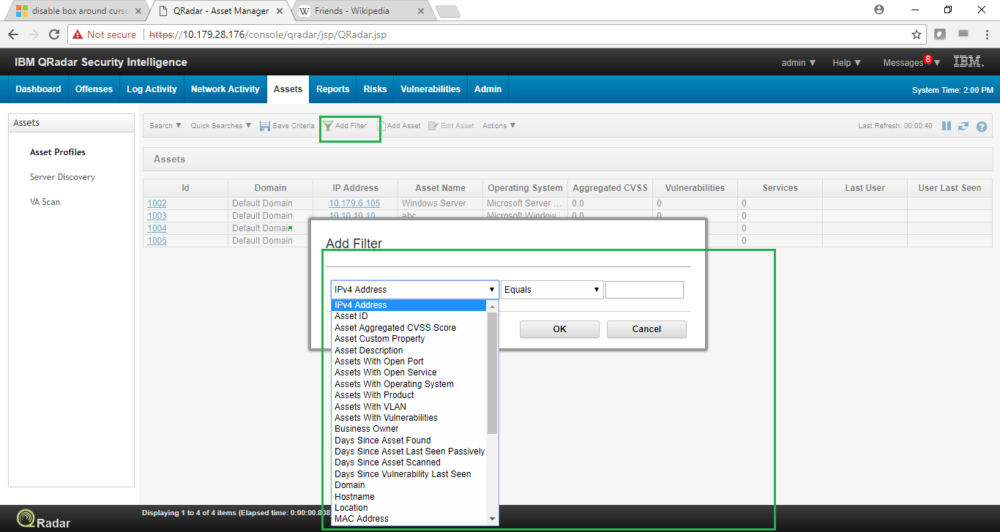 disable box around curso
QRadar - Asset Manager
Friends - Wikipedia
Not secure
https://10.179.28.176/console/qradar/jsp/QRadar.jsp
IBM QRadar Security Intelligence
admin ▼
Help ▼
Messages 8 ▼
IBM.
Dashboard
Offenses
Log Activity
Network Activity
Assets
Reports
Risks
Vulnerabilities
Admin
System Time: 2:00 PM
Assets
Asset Profiles
Server Discovery
VA Scan
Search ▼
Quick Searches ▼
Save Criteria
Add Filter
Add Asset
Edit Asset
Actions ▼
Last Refresh: 00:00:40
Assets
Id Domain IP Address Asset Name Operating System Aggregated CVSS Vulnerabilities Services Last User User Last Seen
1002 Default Domain 10.179.6.105 Windows Server Microsoft Server ... 0.0 0 0
1003 Default Domain 10.10.10.10 abc Microsoft Window... 0.0 0 0
1004 Default Domain 0
1005 Default Domain 0
Add Filter
IPv4 Address
Equals
IPv4 Address
Asset ID
Asset Aggregated CVSS Score
Asset Custom Property
Asset Description
Assets With Open Port
Assets With Open Service
Assets With Operating System
Assets With Product
Assets With VLAN
Assets With Vulnerabilities
Business Owner
Days Since Asset Found
Days Since Asset Last Seen Passively
Days Since Asset Scanned
Days Since Vulnerability Last Seen
Domain
Hostname
Location
MAC Address
OK
Cancel
QRadar
Displaying 1 to 4 of 4 items (Elapsed time: 0:00:00.808